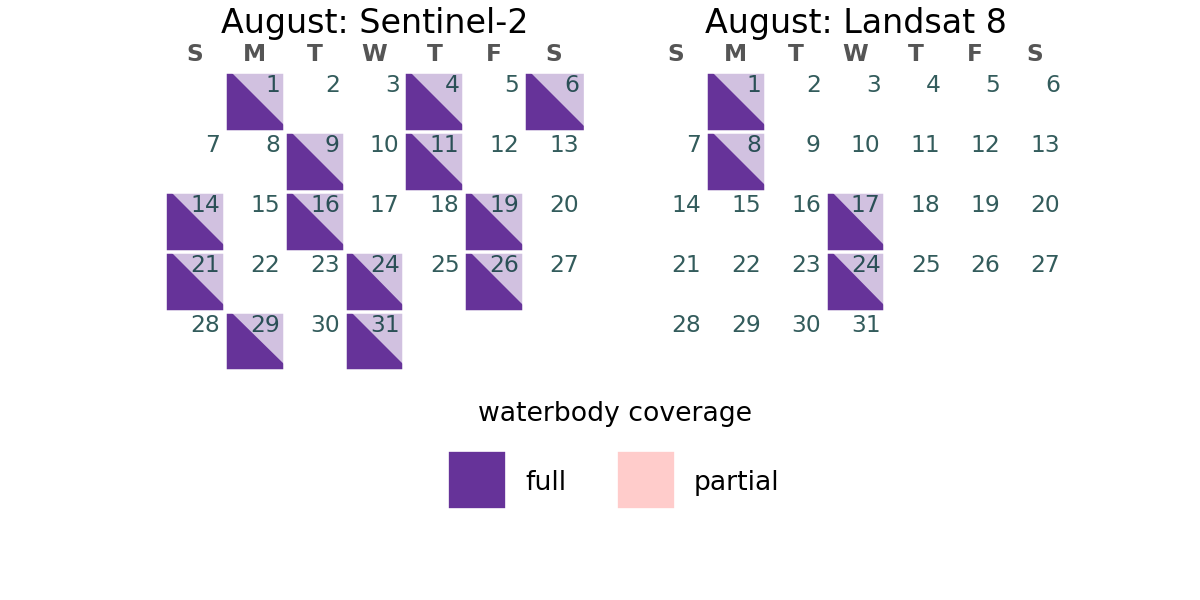 August: Sentinel-2
S M T W T F S
1 2 3 4 5 6
7 8 9 10 11 12 13
14 15 16 17 18 19 20
21 22 23 24 25 26 27
28 29 30 31
August: Landsat 8
S M T W T F S
1 2 3 4 5 6
7 8 9 10 11 12 13
14 15 16 17 18 19 20
21 22 23 24 25 26 27
28 29 30 31
waterbody coverage
full
partial